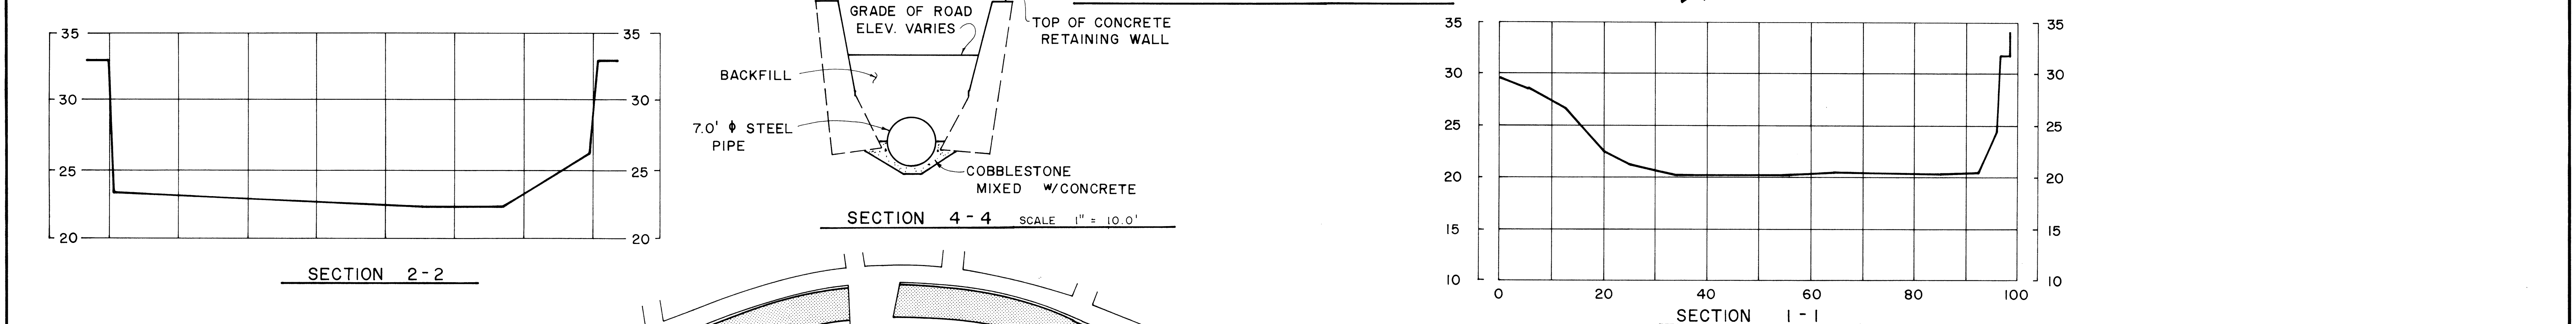 35
35
30
30
25
25
20
20
SECTION 2-2
GRADE OF ROAD
ELEV. VARIES
TOP OF CONCRETE
RETAINING WALL
BACKFILL
7.0' ϕ STEEL
PIPE
COBBLESTONE
MIXED W/CONCRETE
SECTION 4-4 SCALE 1" = 10.0'
35
35
30
30
25
25
20
20
15
15
10
10
0 20 40 60 80 100
SECTION 1-1